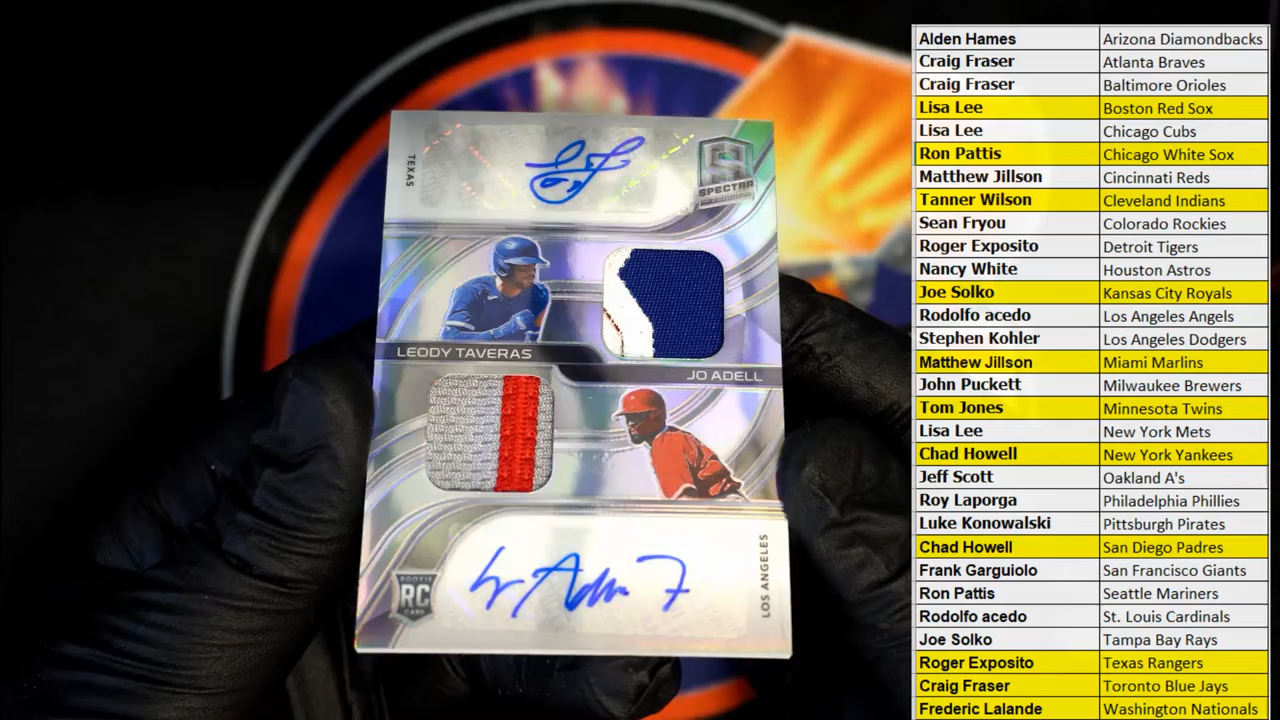 TEXAS
SPECTRA
LEODY TAVERAS
JO ADELL
ROOKIE
RC
CARD
LOS ANGELES
Alden Hames Arizona Diamondbacks
Craig Fraser Atlanta Braves
Craig Fraser Baltimore Orioles
Lisa Lee Boston Red Sox
Lisa Lee Chicago Cubs
Ron Pattis Chicago White Sox
Matthew Jillson Cincinnati Reds
Tanner Wilson Cleveland Indians
Sean Fryou Colorado Rockies
Roger Exposito Detroit Tigers
Nancy White Houston Astros
Joe Solko Kansas City Royals
Rodolfo acedo Los Angeles Angels
Stephen Kohler Los Angeles Dodgers
Matthew Jillson Miami Marlins
John Puckett Milwaukee Brewers
Tom Jones Minnesota Twins
Lisa Lee New York Mets
Chad Howell New York Yankees
Jeff Scott Oakland A's
Roy Laporga Philadelphia Phillies
Luke Konowalski Pittsburgh Pirates
Chad Howell San Diego Padres
Frank Garguiolo San Francisco Giants
Ron Pattis Seattle Mariners
Rodolfo acedo St. Louis Cardinals
Joe Solko Tampa Bay Rays
Roger Exposito Texas Rangers
Craig Fraser Toronto Blue Jays
Frederic Lalande Washington Nationals